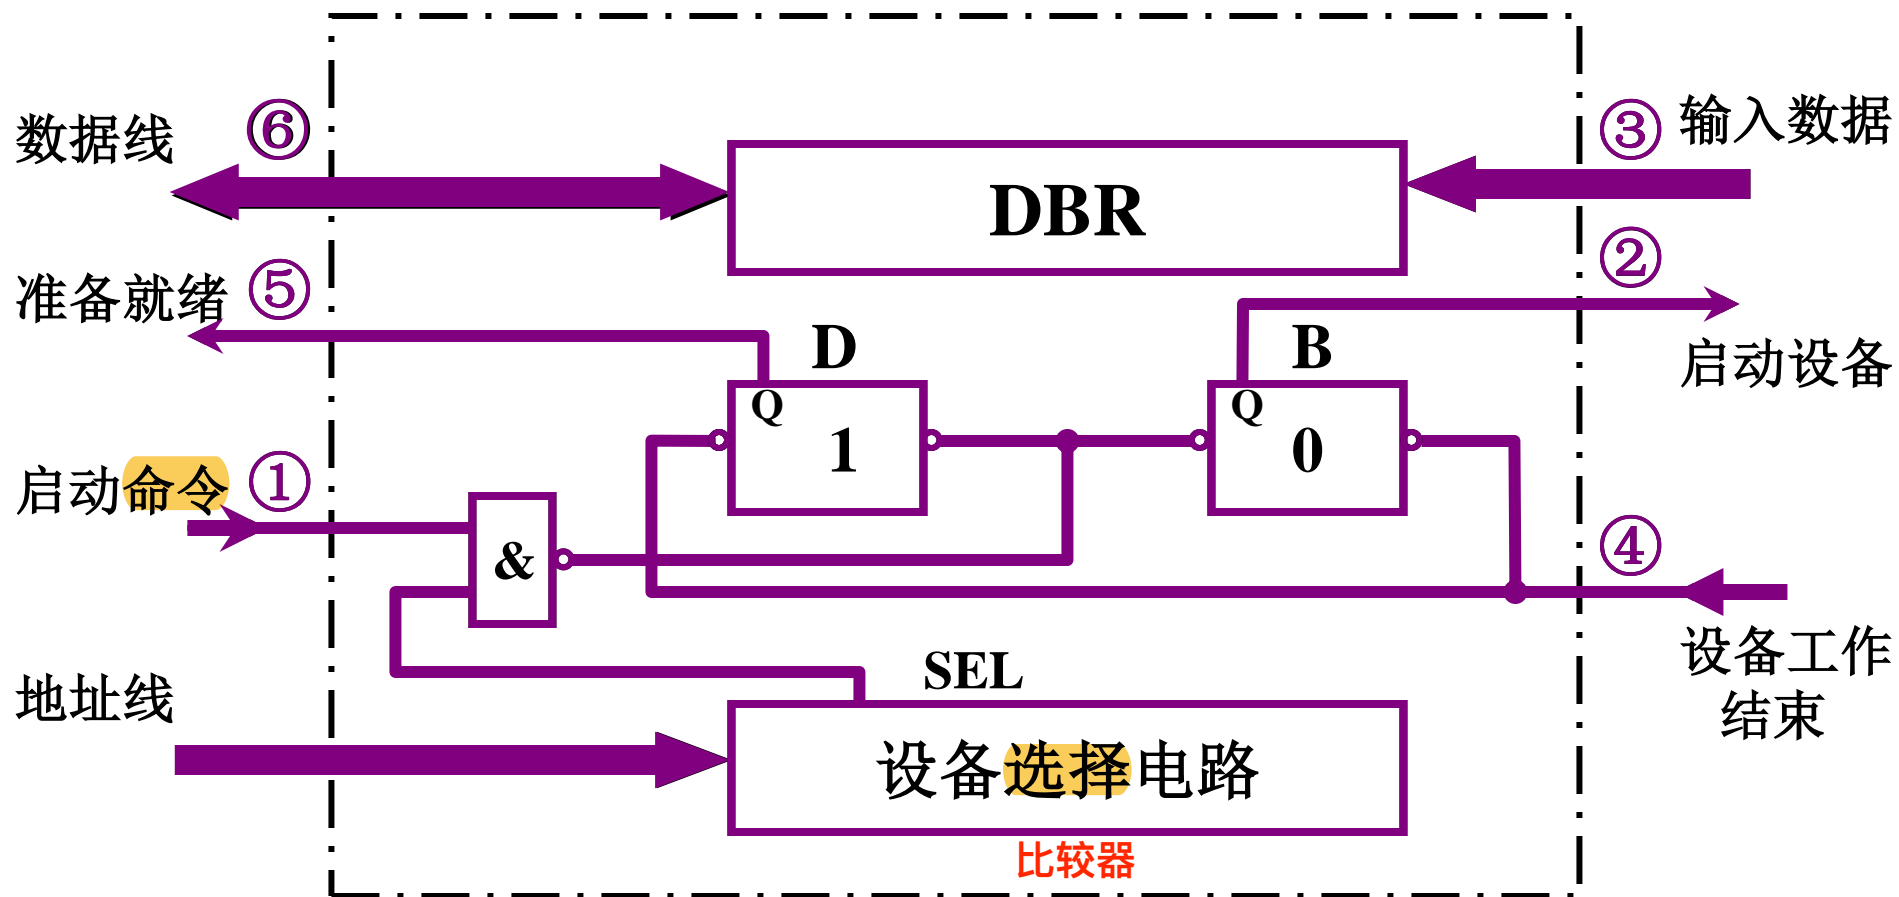 数据线
⑥
③
输入数据
DBR
②
准备就绪
⑤
D
B
启动设备
Q
1
Q
0
启动命令
①
&
④
设备工作
结束
SEL
地址线
设备选择电路
比较器